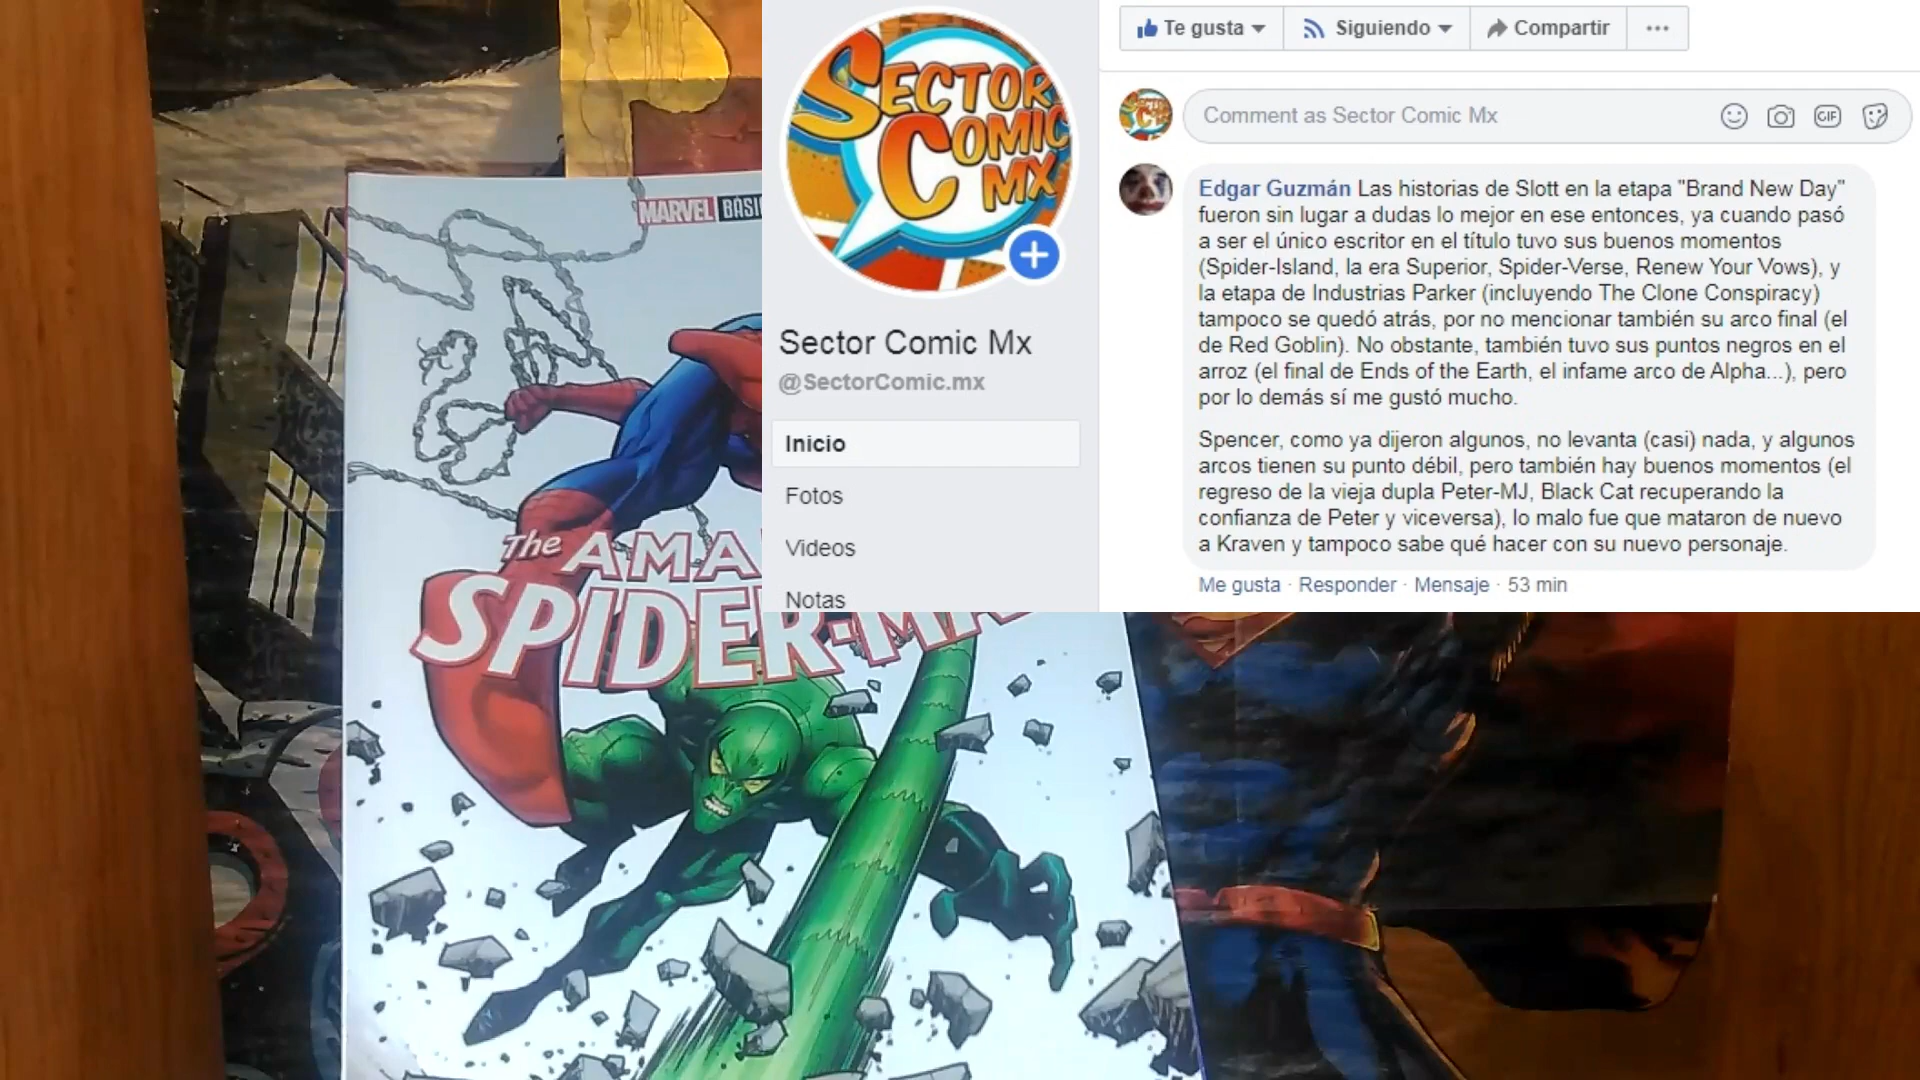 MARVEL BÁSI
The AMA
SPIDER-MA
SECTOR
COMIC
MX
Sector Comic Mx
@SectorComic.mx
Inicio
Fotos
Videos
Notas
Te gusta Siguiendo Compartir ...
Comment as Sector Comic Mx GIF
Edgar Guzmán Las historias de Slott en la etapa "Brand New Day"
fueron sin lugar a dudas lo mejor en ese entonces, ya cuando pasó
a ser el único escritor en el título tuvo sus buenos momentos
(Spider-Island, la era Superior, Spider-Verse, Renew Your Vows), y
la etapa de Industrias Parker (incluyendo The Clone Conspiracy)
tampoco se quedó atrás, por no mencionar también su arco final (el
de Red Goblin). No obstante, también tuvo sus puntos negros en el
arroz (el final de Ends of the Earth, el infame arco de Alpha...), pero
por lo demás sí me gustó mucho.
Spencer, como ya dijeron algunos, no levanta (casi) nada, y algunos
arcos tienen su punto débil, pero también hay buenos momentos (el
regreso de la vieja dupla Peter-MJ, Black Cat recuperando la
confianza de Peter y viceversa), lo malo fue que mataron de nuevo
a Kraven y tampoco sabe qué hacer con su nuevo personaje.
Me gusta · Responder · Mensaje · 53 min